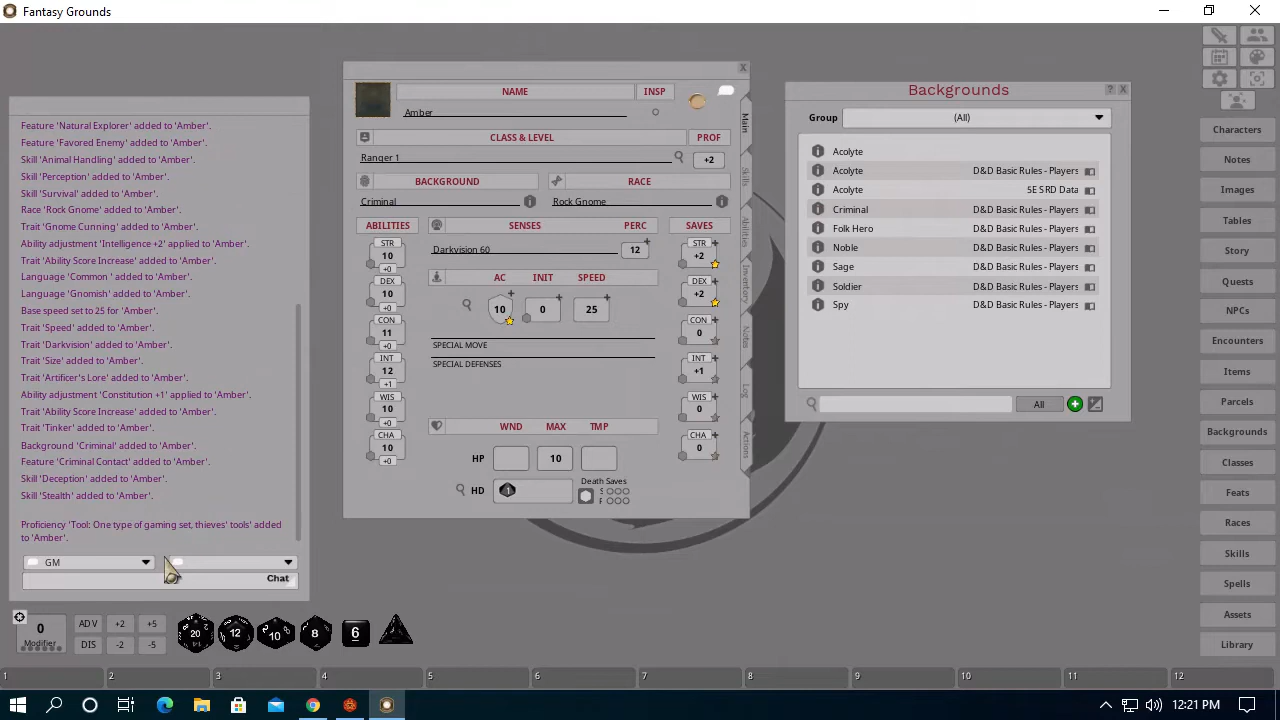 Fantasy Grounds
Feature 'Natural Explorer' added to 'Amber'.
Feature 'Favored Enemy' added to 'Amber'.
Skill 'Animal Handling' added to 'Amber'.
Skill 'Perception' added to 'Amber'.
Skill 'Survival' added to 'Amber'.
Race 'Rock Gnome' added to 'Amber'.
Trait 'Gnome Cunning' added to 'Amber'.
Ability adjustment 'Intelligence +2' applied to 'Amber'.
Trait 'Ability Score Increase' added to 'Amber'.
Language 'Common ' added to 'Amber'.
Language 'Gnomish' added to 'Amber'.
Base speed set to 25 for 'Amber'.
Trait 'Speed' added to 'Amber'.
Trait 'Darkvision' added to 'Amber'.
Trait 'Size' added to 'Amber'.
Trait 'Artificer's Lore' added to 'Amber'.
Ability adjustment 'Constitution +1' applied to 'Amber'.
Trait 'Ability Score Increase' added to 'Amber'.
Trait 'Tinker' added to 'Amber'.
Background 'Criminal' added to 'Amber'.
Feature 'Criminal Contact' added to 'Amber'.
Skill 'Deception' added to 'Amber'.
Skill 'Stealth' added to 'Amber'.
Proficiency 'Tool: One type of gaming set, thieves' tools' added
to 'Amber'.
GM
Chat
0
Modifier
ADV +2 +5
DIS -2 -5
20 12 10 8 6
X
NAME INSP
Amber
CLASS & LEVEL PROF
Ranger 1 +2
BACKGROUND RACE
Criminal Rock Gnome
ABILITIES SENSES PERC SAVES
Darkvision 60 12
STR
10
+0
DEX
10
+0
CON
11
+0
INT
12
+1
WIS
10
+0
CHA
10
+0
AC INIT SPEED
10 0 25
SPECIAL MOVE
SPECIAL DEFENSES
WND MAX TMP
HP 10
HD 1
Death Saves
S
F
STR
+2
DEX
+2
CON
0
INT
+1
WIS
0
CHA
0
Main
Skills
Abilities
Inventory
Notes
Log
Actions
Backgrounds ? X
Group (All)
Acolyte
Acolyte D&D Basic Rules - Players
Acolyte 5E SRD Data
Criminal D&D Basic Rules - Players
Folk Hero D&D Basic Rules - Players
Noble D&D Basic Rules - Players
Sage D&D Basic Rules - Players
Soldier D&D Basic Rules - Players
Spy D&D Basic Rules - Players
All
Characters
Notes
Images
Tables
Story
Quests
NPCs
Encounters
Items
Parcels
Backgrounds
Classes
Feats
Races
Skills
Spells
Assets
Library
1 2 3 4 5 6 7 8 9 10 11 12
12:21 PM